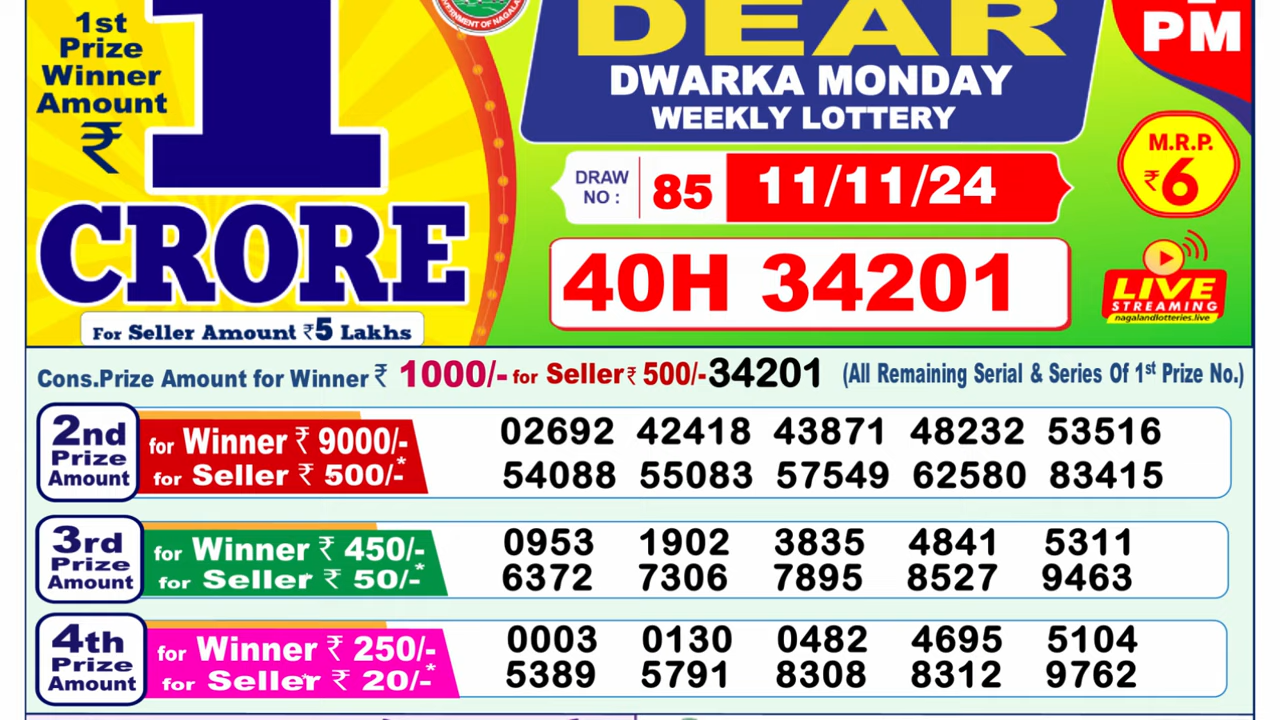 1st
Prize
Winner
Amount
₹
1
CRORE
For Seller Amount ₹5 Lakhs
DEAR
DWARKA MONDAY
WEEKLY LOTTERY
PM
DRAW
NO :
85
11/11/24
M.R.P.
₹6
40H 34201
LIVE
STREAMING
nagalandlotteries.live
Cons.Prize Amount for Winner ₹ 1000/- for Seller ₹ 500/- 34201 (All Remaining Serial & Series Of 1st Prize No.)
2nd
Prize
Amount
for Winner ₹ 9000/-
for Seller ₹ 500/-*
02692 42418 43871 48232 53516
54088 55083 57549 62580 83415
3rd
Prize
Amount
for Winner ₹ 450/-
for Seller ₹ 50/-*
0953 1902 3835 4841 5311
6372 7306 7895 8527 9463
4th
Prize
Amount
for Winner ₹ 250/-
for Seller ₹ 20/-*
0003 0130 0482 4695 5104
5389 5791 8308 8312 9762